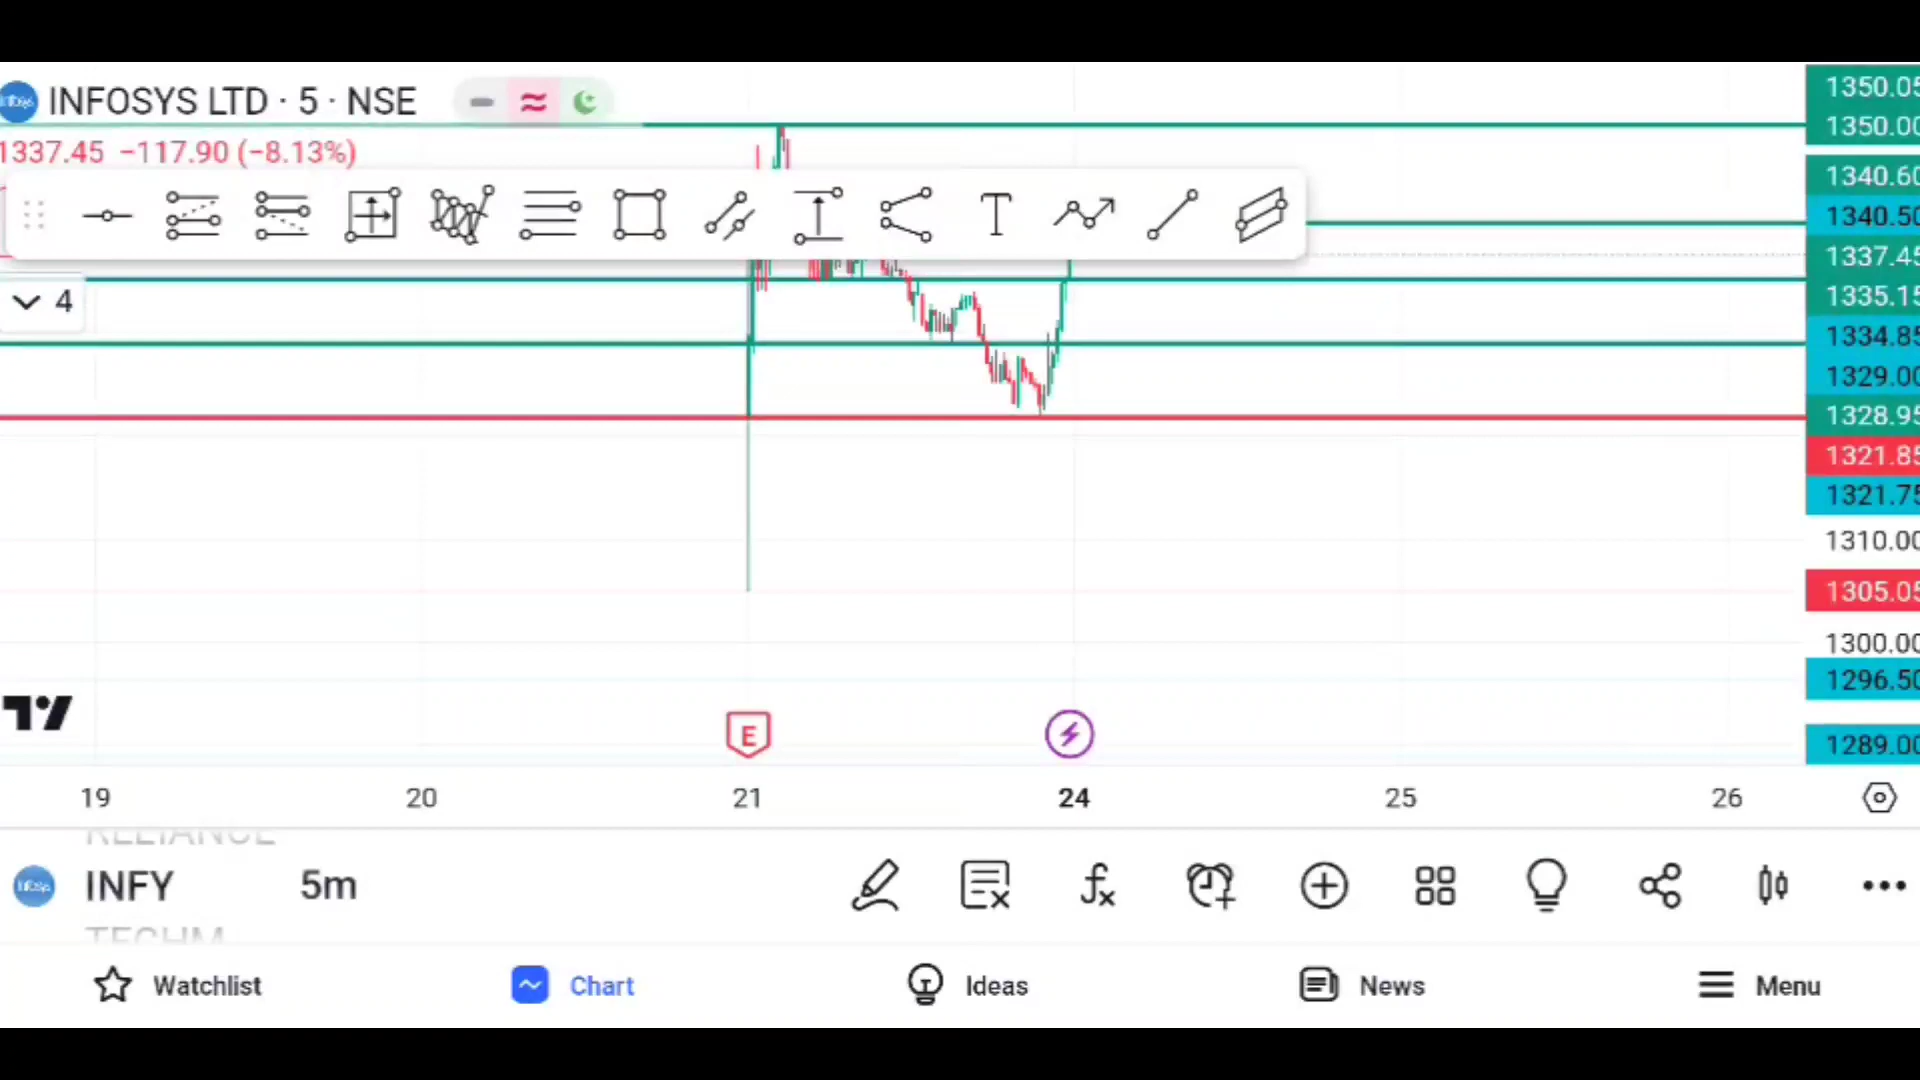 INFOSYS LTD · 5 · NSE
1337.45 −117.90 (−8.13%)
4
1350.05
1350.00
1340.60
1340.50
1337.45
1335.15
1334.85
1329.00
1328.95
1321.85
1321.75
1310.00
1305.05
1300.00
1296.50
1289.00
E
19 20 21 24 25 26
RELIANCE
INFY 5m
TECHM
Watchlist Chart Ideas News Menu